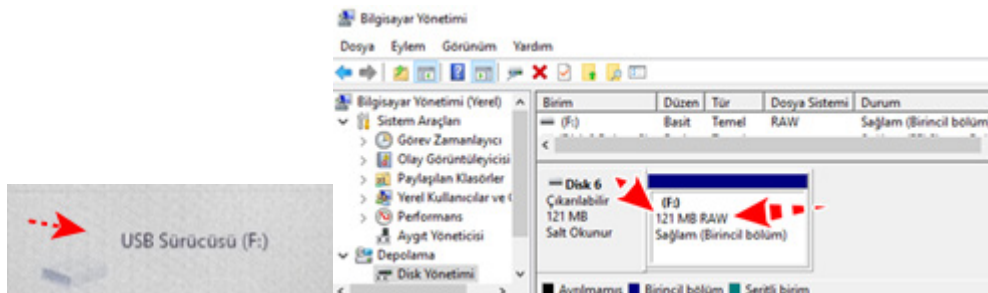 USB Sürücüsü (F:)
Bilgisayar Yönetimi
Dosya Eylem Görünüm Yardım
Bilgisayar Yönetimi (Yerel)
Sistem Araçları
Görev Zamanlayıcı
Olay Görüntüleyicisi
Paylaşılan Klasörler
Yerel Kullanıcılar ve
Performans
Aygıt Yöneticisi
Depolama
Disk Yönetimi
Birim Düzen Tür Dosya Sistemi Durum
(F:) Basit Temel RAW Sağlam (Birincil bölüm
Disk 6
Çıkarılabilir
121 MB
Salt Okunur
(F:)
121 MB RAW
Sağlam (Birincil bölüm)
Ayrılmamış Birincil bölüm Şeritli birim